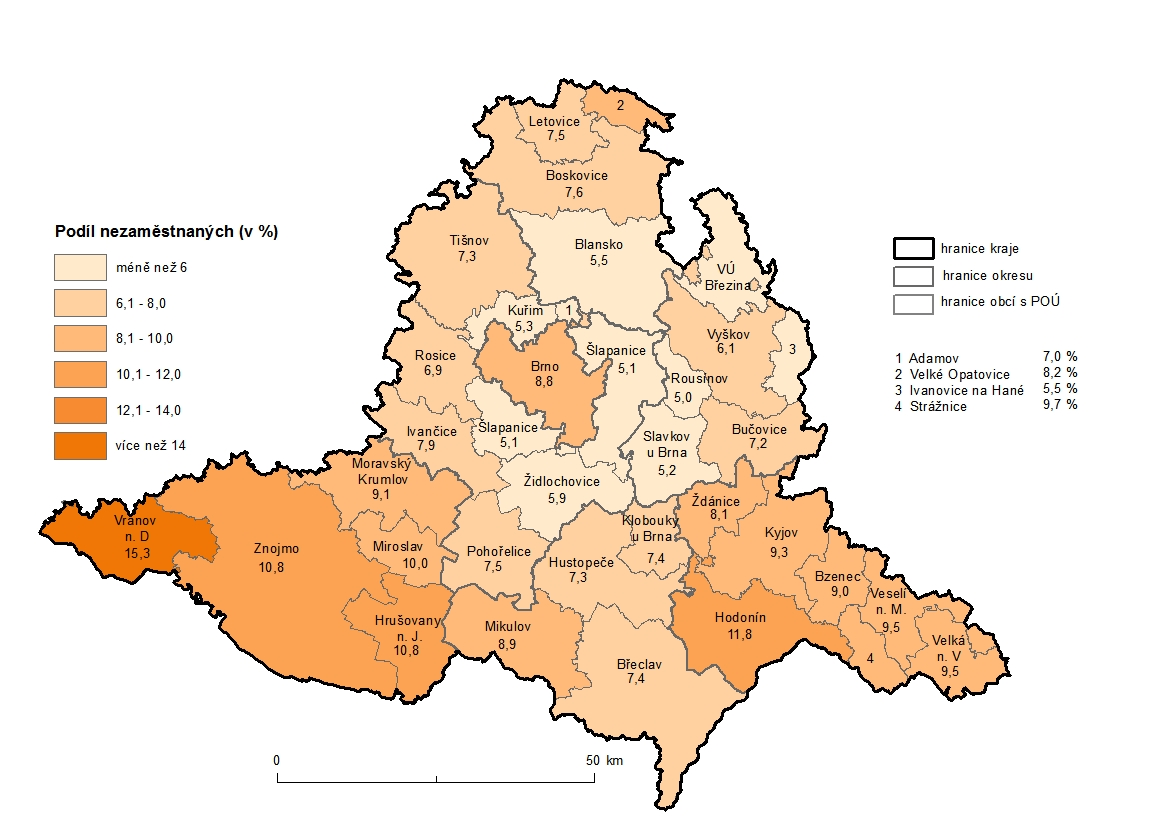 2
Letovice
7,5
Boskovice
7,6
Podíl nezaměstnaných (v %)
méně než 6
6,1 - 8,0
8,1 - 10,0
10,1 - 12,0
12,1 - 14,0
více než 14
Tišnov
7,3
Blansko
5,5
VÚ
Březina
hranice kraje
hranice okresu
hranice obcí s POÚ
Kuřim
5,3
1
Vyškov
6,1
3
Rosice
6,9
Brno
8,8
Šlapanice
5,1
Rousínov
5,0
1 Adamov 7,0 %
2 Velké Opatovice 8,2 %
3 Ivanovice na Hané 5,5 %
4 Strážnice 9,7 %
Ivančice
7,9
Šlapanice
5,1
Slavkov
u Brna
5,2
Bučovice
7,2
Moravský
Krumlov
9,1
Židlochovice
5,9
Ždánice
8,1
Vranov
n. D
15,3
Znojmo
10,8
Miroslav
10,0
Pohořelice
7,5
Hustopeče
7,3
Klobouky
u Brna
7,4
Kyjov
9,3
Bzenec
9,0
Veselí
n. M.
9,5
Hrušovany
n. J.
10,8
Mikulov
8,9
Hodonín
11,8
4
Velká
n. V
9,5
Břeclav
7,4
0 50 km